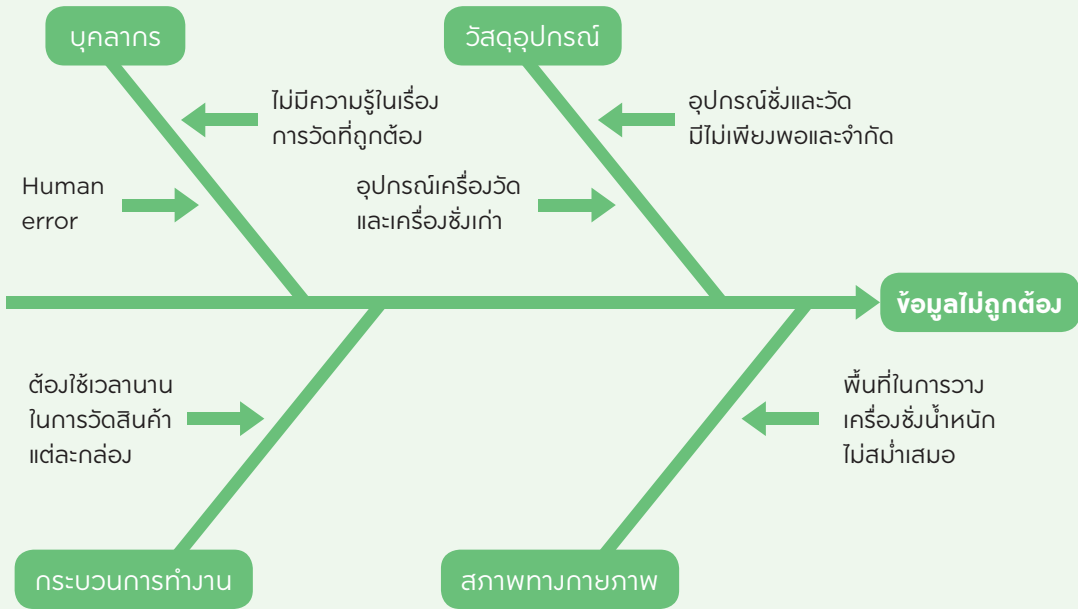 บุคลากร
วัสดุอุปกรณ์
ไม่มีความรู้ในเรื่อง
การวัดที่ถูกต้อง
อุปกรณ์ชั่งและวัด
มีไม่เพียงพอและจำกัด
Human
error
อุปกรณ์เครื่องวัด
และเครื่องชั่งเก่า
ข้อมูลไม่ถูกต้อง
ต้องใช้เวลานาน
ในการวัดสินค้า
แต่ละกล่อง
พื้นที่ในการวาง
เครื่องชั่งน้ำหนัก
ไม่สม่ำเสมอ
กระบวนการทำงาน
สภาพทางกายภาพ